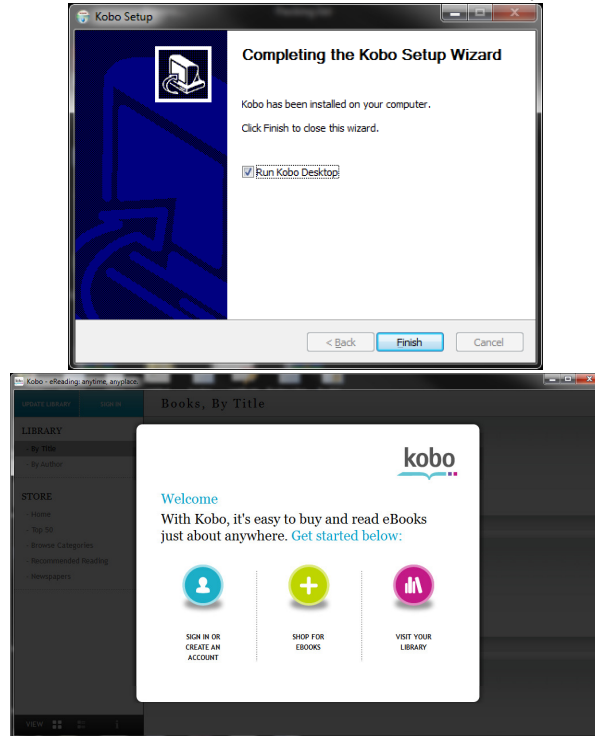 Kobo Setup
Completing the Kobo Setup Wizard
Kobo has been installed on your computer.
Click Finish to close this wizard.
Run Kobo Desktop
< Back
Finish
Cancel
Kobo - eReading: anytime, anyplace.
UPDATE LIBRARY
SIGN IN
Books, By Title
LIBRARY
- By Title
- By Author
STORE
- Home
- Top 50
- Browse Categories
- Recommended Reading
- Newspapers
kobo
Welcome
With Kobo, it's easy to buy and read eBooks
just about anywhere. Get started below:
SIGN IN OR
CREATE AN
ACCOUNT
SHOP FOR
EBOOKS
VISIT YOUR
LIBRARY
VIEW